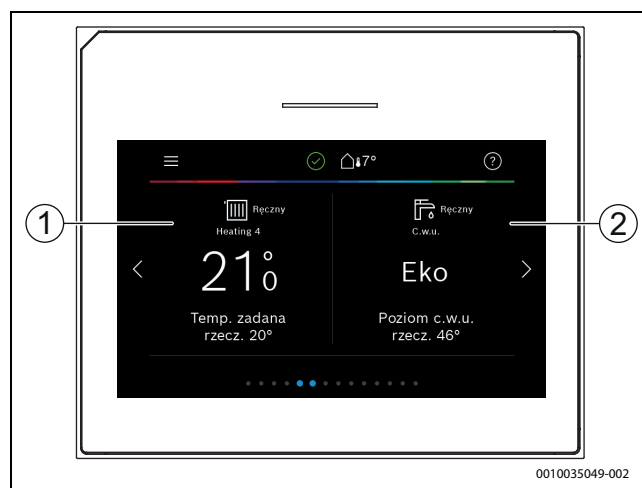 ?
7°
1
Ręczny
Heating 4
21°0
Temp. zadana
rzecz. 20°
Ręczny
C.w.u.
Eko
Poziom c.w.u.
rzecz. 46°
2
0010035049-002